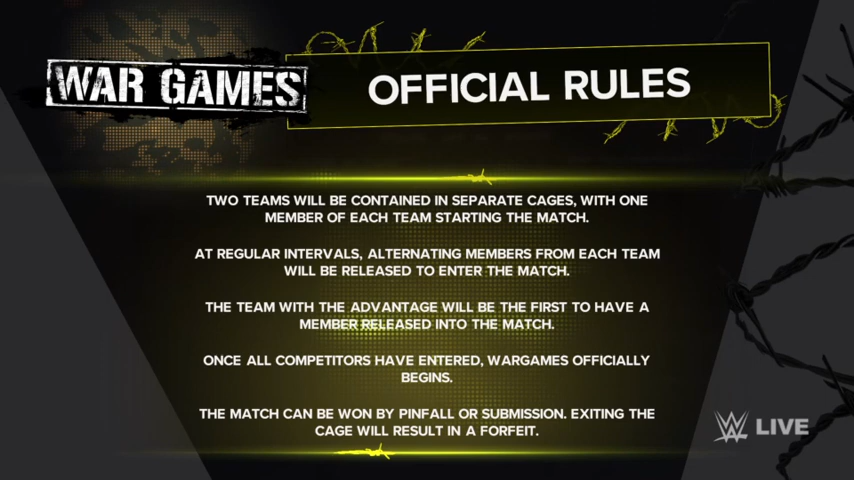 WAR GAMES
OFFICIAL RULES
TWO TEAMS WILL BE CONTAINED IN SEPARATE CAGES, WITH ONE
MEMBER OF EACH TEAM STARTING THE MATCH.
AT REGULAR INTERVALS, ALTERNATING MEMBERS FROM EACH TEAM
WILL BE RELEASED TO ENTER THE MATCH.
THE TEAM WITH THE ADVANTAGE WILL BE THE FIRST TO HAVE A
MEMBER RELEASED INTO THE MATCH.
ONCE ALL COMPETITORS HAVE ENTERED, WARGAMES OFFICIALLY
BEGINS.
THE MATCH CAN BE WON BY PINFALL OR SUBMISSION. EXITING THE
CAGE WILL RESULT IN A FORFEIT.
W LIVE